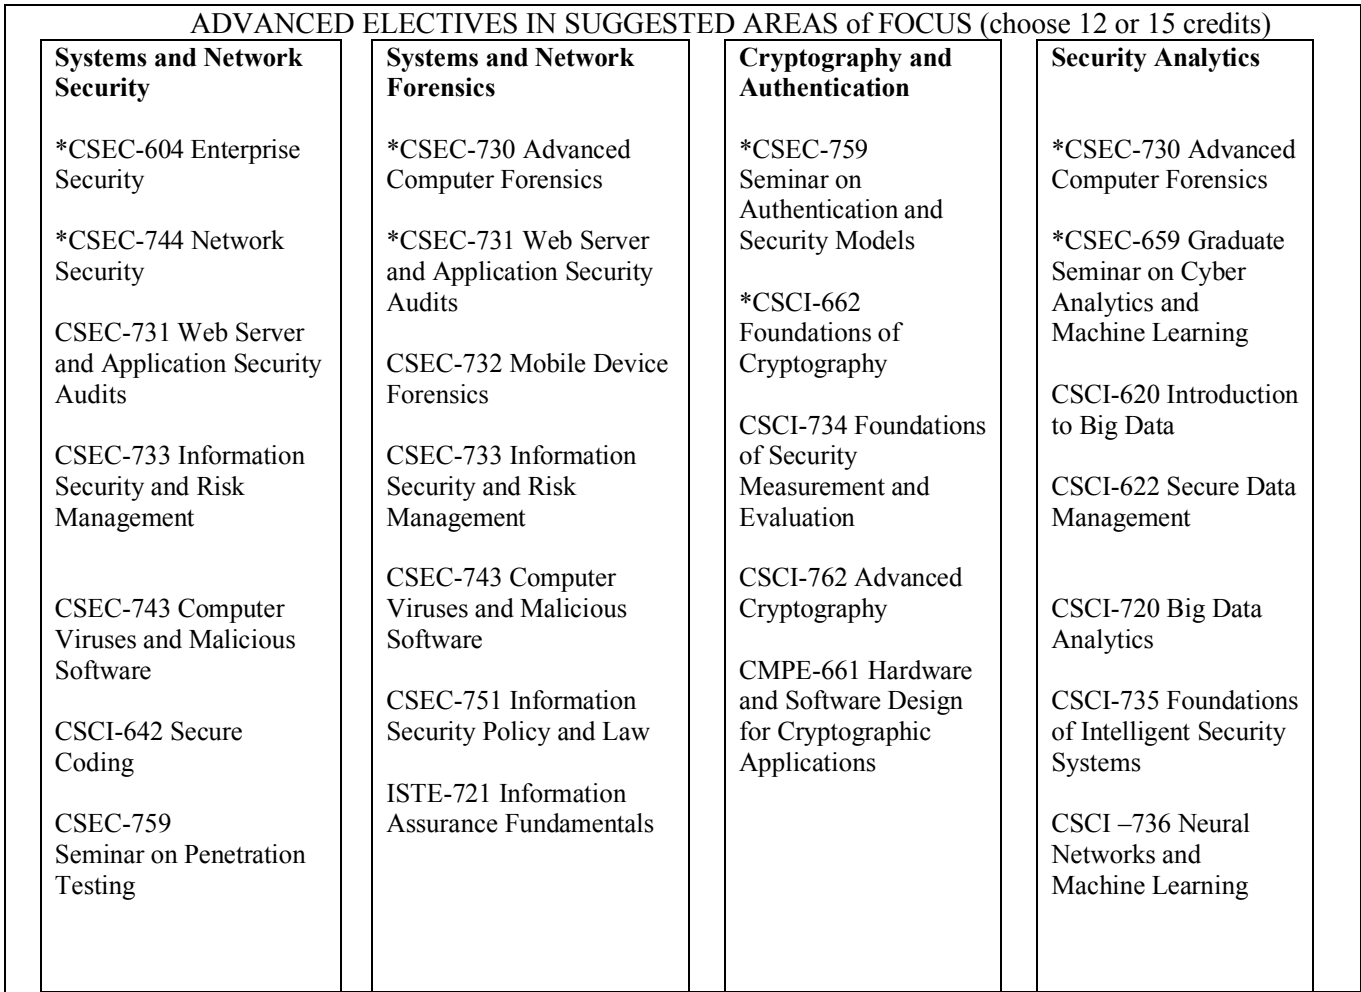 ADVANCED ELECTIVES IN SUGGESTED AREAS of FOCUS (choose 12 or 15 credits)
Systems and Network
Security
*CSEC-604 Enterprise
Security
*CSEC-744 Network
Security
CSEC-731 Web Server
and Application Security
Audits
CSEC-733 Information
Security and Risk
Management
CSEC-743 Computer
Viruses and Malicious
Software
CSCI-642 Secure
Coding
CSEC-759
Seminar on Penetration
Testing
Systems and Network
Forensics
*CSEC-730 Advanced
Computer Forensics
*CSEC-731 Web Server
and Application Security
Audits
CSEC-732 Mobile Device
Forensics
CSEC-733 Information
Security and Risk
Management
CSEC-743 Computer
Viruses and Malicious
Software
CSEC-751 Information
Security Policy and Law
ISTE-721 Information
Assurance Fundamentals
Cryptography and
Authentication
*CSEC-759
Seminar on
Authentication and
Security Models
*CSCI-662
Foundations of
Cryptography
CSCI-734 Foundations
of Security
Measurement and
Evaluation
CSCI-762 Advanced
Cryptography
CMPE-661 Hardware
and Software Design
for Cryptographic
Applications
Security Analytics
*CSEC-730 Advanced
Computer Forensics
*CSEC-659 Graduate
Seminar on Cyber
Analytics and
Machine Learning
CSCI-620 Introduction
to Big Data
CSCI-622 Secure Data
Management
CSCI-720 Big Data
Analytics
CSCI-735 Foundations
of Intelligent Security
Systems
CSCI –736 Neural
Networks and
Machine Learning